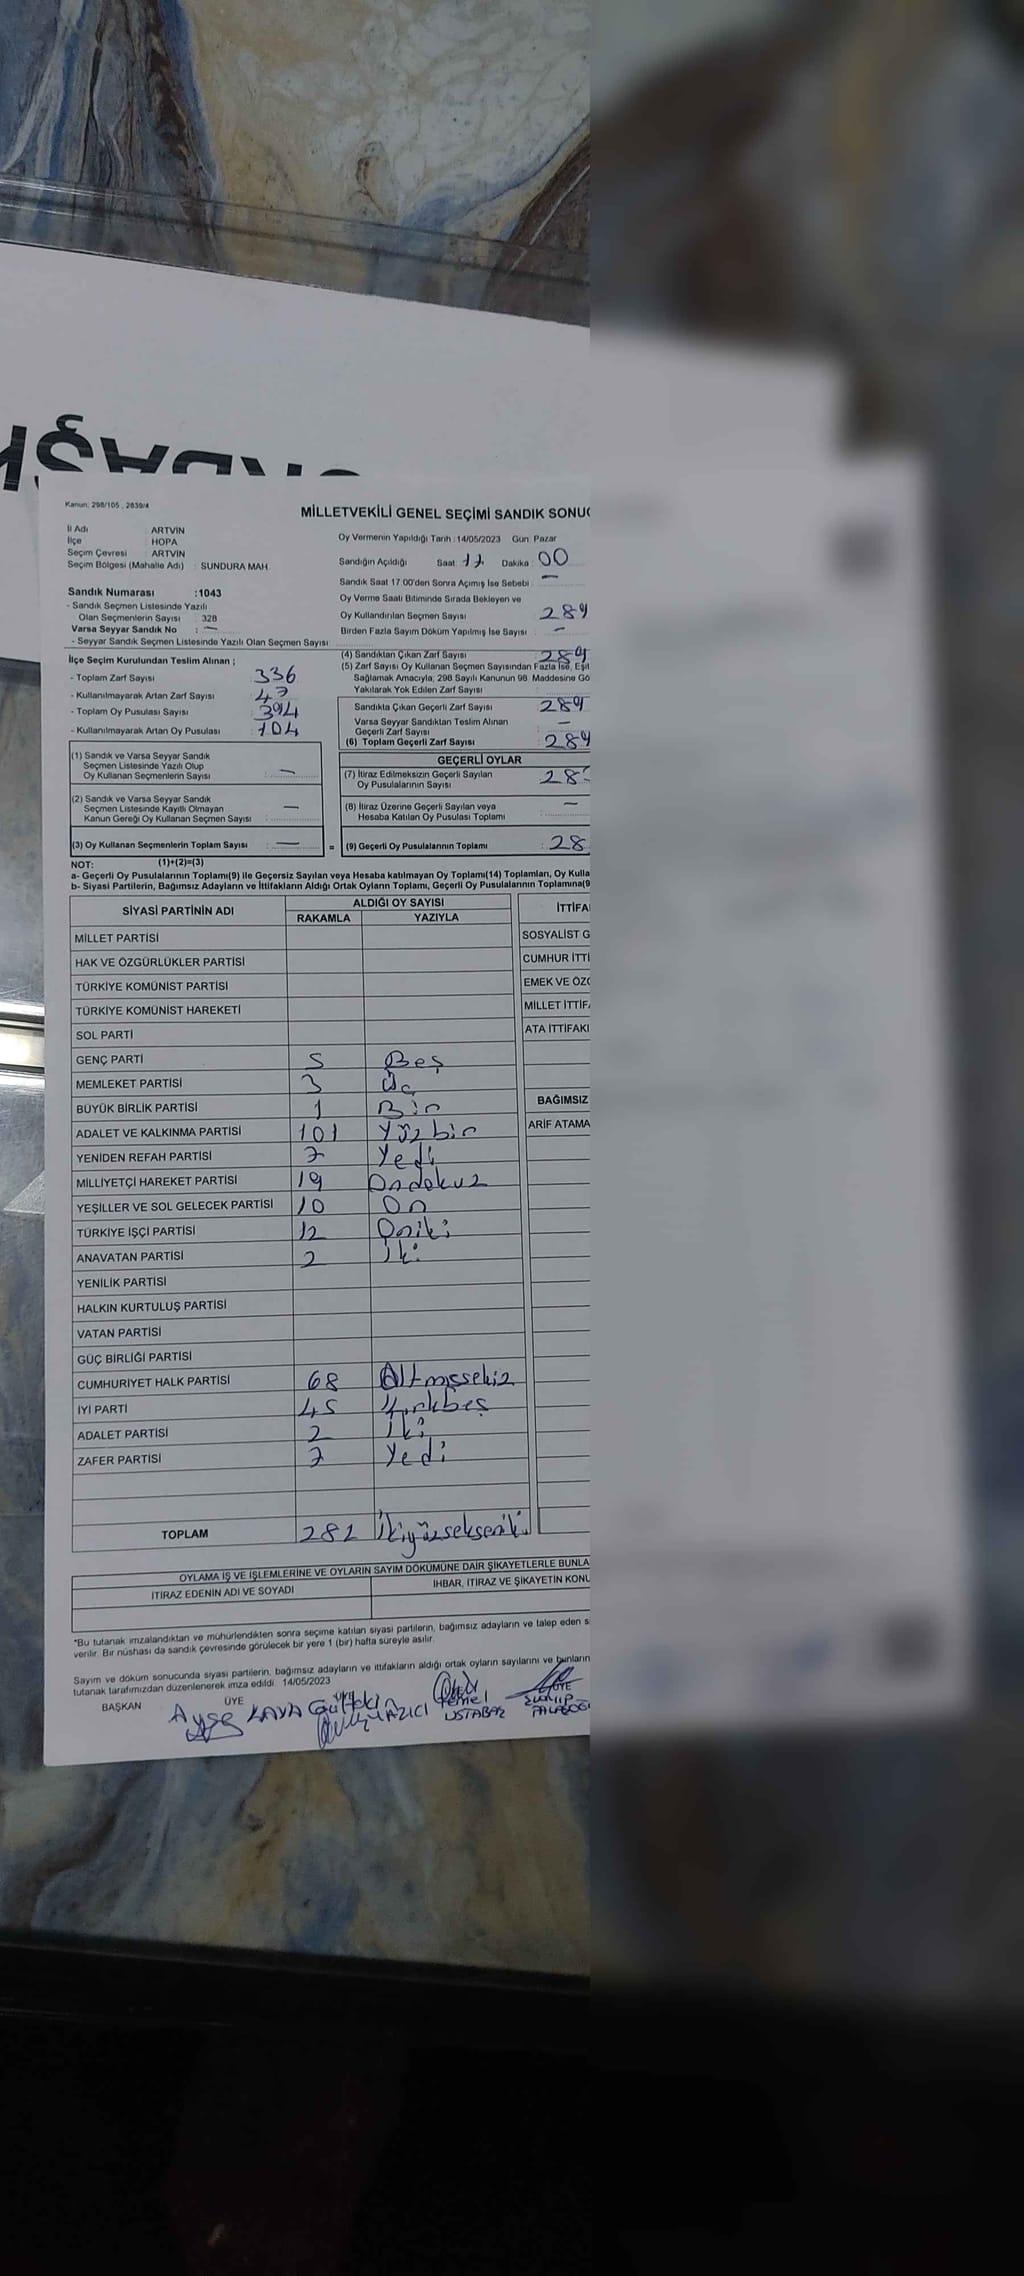 Kanun: 298/105 , 2839/4
MİLLETVEKİLİ GENEL SEÇİMİ SANDIK SONUÇ
İl Adı : ARTVİN
İlçe : HOPA
Seçim Çevresi : ARTVİN
Seçim Bölgesi (Mahalle Adı) : SUNDURA MAH.
Oy Vermenin Yapıldığı Tarih :14/05/2023 Gün: Pazar
Sandığın Açıldığı Saat: 17 Dakika : 00
Sandık Saat 17:00'den Sonra Açımış İse Sebebi : —
Oy Verme Saati Bitiminde Sırada Bekleyen ve
Oy Kullandırılan Seçmen Sayısı : 289
Birden Fazla Sayım Döküm Yapılmış İse Sayısı : —
Sandık Numarası :1043
- Sandık Seçmen Listesinde Yazılı
Olan Seçmenlerin Sayısı : 328
Varsa Seyyar Sandık No : —
- Seyyar Sandık Seçmen Listesinde Yazılı Olan Seçmen Sayısı:
İlçe Seçim Kurulundan Teslim Alınan ;
- Toplam Zarf Sayısı : 336
- Kullanılmayarak Artan Zarf Sayısı : 47
- Toplam Oy Pusulası Sayısı : 394
- Kullanılmayarak Artan Oy Pusulası : 104
(4) Sandıktan Çıkan Zarf Sayısı : 289
(5) Zarf Sayısı Oy Kullanan Seçmen Sayısından Fazla İse, Eşit
Sağlamak Amacıyla, 298 Sayılı Kanunun 98. Maddesine Gö
Yakılarak Yok Edilen Zarf Sayısı
Sandıkta Çıkan Geçerli Zarf Sayısı : 289
Varsa Seyyar Sandıktan Teslim Alınan
Geçerli Zarf Sayısı : —
(6) Toplam Geçerli Zarf Sayısı : 289
(1) Sandık ve Varsa Seyyar Sandık
Seçmen Listesinde Yazılı Olup
Oy Kullanan Seçmenlerin Sayısı : —
(2) Sandık ve Varsa Seyyar Sandık
Seçmen Listesinde Kayıtlı Olmayan
Kanun Gereği Oy Kullanan Seçmen Sayısı : —
(3) Oy Kullanan Seçmenlerin Toplam Sayısı : — =
GEÇERLİ OYLAR
(7) İtiraz Edilmeksizin Geçerli Sayılan
Oy Pusulalarının Sayısı : 28
(8) İtiraz Üzerine Geçerli Sayılan veya
Hesaba Katılan Oy Pusulası Toplamı : —
(9) Geçerli Oy Pusulalarının Toplamı : 28
NOT: (1)+(2)=(3)
a- Geçerli Oy Pusulalarının Toplamı(9) ile Geçersiz Sayılan veya Hesaba katılmayan Oy Toplamı(14) Toplamları, Oy Kulla
b- Siyasi Partilerin, Bağımsız Adayların ve İttifakların Aldığı Ortak Oyların Toplamı, Geçerli Oy Pusulalarının Toplamına(9
SİYASİ PARTİNİN ADI ALDIĞI OY SAYISI
RAKAMLA YAZIYLA
MİLLET PARTİSİ
HAK VE ÖZGÜRLÜKLER PARTİSİ
TÜRKİYE KOMÜNİST PARTİSİ
TÜRKİYE KOMÜNİST HAREKETİ
SOL PARTİ
GENÇ PARTİ 5 Beş
MEMLEKET PARTİSİ 3 Üç
BÜYÜK BİRLİK PARTİSİ 1 Bir
ADALET VE KALKINMA PARTİSİ 101 Yüzbir
YENİDEN REFAH PARTİSİ 7 Yedi
MİLLİYETÇİ HAREKET PARTİSİ 19 Ondokuz
YEŞİLLER VE SOL GELECEK PARTİSİ 10 On
TÜRKİYE İŞÇİ PARTİSİ 12 Oniki
ANAVATAN PARTİSİ 2 İki
YENİLİK PARTİSİ
HALKIN KURTULUŞ PARTİSİ
VATAN PARTİSİ
GÜÇ BİRLİĞİ PARTİSİ
CUMHURİYET HALK PARTİSİ 68 Altmışsekiz
İYİ PARTİ 45 Kırkbeş
ADALET PARTİSİ 2 İki
ZAFER PARTİSİ 7 Yedi
TOPLAM 282 İkiyüzsekseniki
İTTİFA
SOSYALİST G
CUMHUR İTTİ
EMEK VE ÖZG
MİLLET İTTİFA
ATA İTTİFAKI
BAĞIMSIZ
ARİF ATAMA
OYLAMA İŞ VE İŞLEMLERİNE VE OYLARIN SAYIM DÖKÜMÜNE DAİR ŞİKAYETLERLE BUNLA
İTİRAZ EDENİN ADI VE SOYADI İHBAR, İTİRAZ VE ŞİKAYETİN KONU
*Bu tutanak imzalandıktan ve mühürlendikten sonra seçime katılan siyasi partilerin, bağımsız adayların ve talep eden s
verilir. Bir nüshası da sandık çevresinde görülecek bir yere 1 (bir) hafta süreyle asılır.
Sayım ve döküm sonucunda siyasi partilerin, bağımsız adayların ve ittifakların aldığı ortak oyların sayılarını ve bunların
tutanak tarafımızdan düzenlenerek imza edildi. 14/05/2023
BAŞKAN ÜYE ÜYE ÜYE
Ayşe KAYA Gültekin YAZICI Temel USTABAŞ